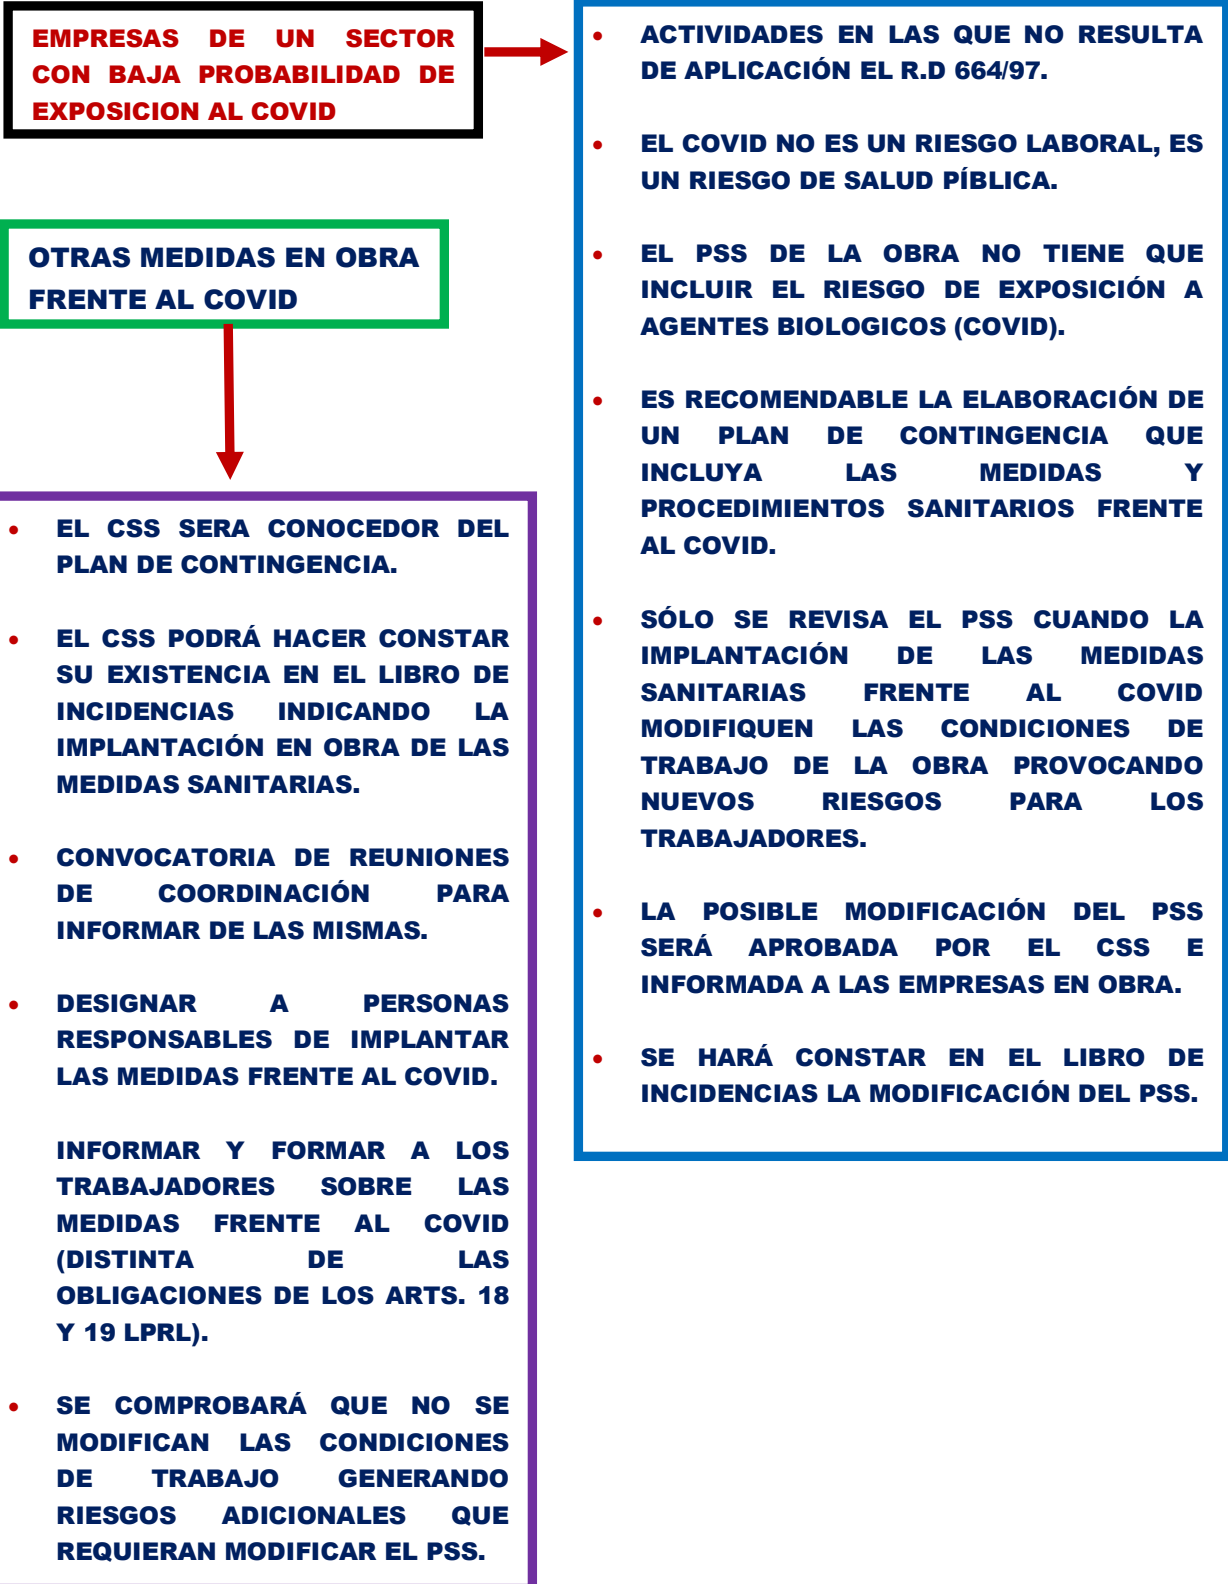 EMPRESAS DE UN SECTOR
CON BAJA PROBABILIDAD DE
EXPOSICION AL COVID
• ACTIVIDADES EN LAS QUE NO RESULTA
DE APLICACIÓN EL R.D 664/97.
• EL COVID NO ES UN RIESGO LABORAL, ES
UN RIESGO DE SALUD PÍBLICA.
• EL PSS DE LA OBRA NO TIENE QUE
INCLUIR EL RIESGO DE EXPOSICIÓN A
AGENTES BIOLOGICOS (COVID).
• ES RECOMENDABLE LA ELABORACIÓN DE
UN PLAN DE CONTINGENCIA QUE
INCLUYA LAS MEDIDAS Y
PROCEDIMIENTOS SANITARIOS FRENTE
AL COVID.
• SÓLO SE REVISA EL PSS CUANDO LA
IMPLANTACIÓN DE LAS MEDIDAS
SANITARIAS FRENTE AL COVID
MODIFIQUEN LAS CONDICIONES DE
TRABAJO DE LA OBRA PROVOCANDO
NUEVOS RIESGOS PARA LOS
TRABAJADORES.
• LA POSIBLE MODIFICACIÓN DEL PSS
SERÁ APROBADA POR EL CSS E
INFORMADA A LAS EMPRESAS EN OBRA.
• SE HARÁ CONSTAR EN EL LIBRO DE
INCIDENCIAS LA MODIFICACIÓN DEL PSS.
OTRAS MEDIDAS EN OBRA
FRENTE AL COVID
• EL CSS SERA CONOCEDOR DEL
PLAN DE CONTINGENCIA.
• EL CSS PODRÁ HACER CONSTAR
SU EXISTENCIA EN EL LIBRO DE
INCIDENCIAS INDICANDO LA
IMPLANTACIÓN EN OBRA DE LAS
MEDIDAS SANITARIAS.
• CONVOCATORIA DE REUNIONES
DE COORDINACIÓN PARA
INFORMAR DE LAS MISMAS.
• DESIGNAR A PERSONAS
RESPONSABLES DE IMPLANTAR
LAS MEDIDAS FRENTE AL COVID.
INFORMAR Y FORMAR A LOS
TRABAJADORES SOBRE LAS
MEDIDAS FRENTE AL COVID
(DISTINTA DE LAS
OBLIGACIONES DE LOS ARTS. 18
Y 19 LPRL).
• SE COMPROBARÁ QUE NO SE
MODIFICAN LAS CONDICIONES
DE TRABAJO GENERANDO
RIESGOS ADICIONALES QUE
REQUIERAN MODIFICAR EL PSS.